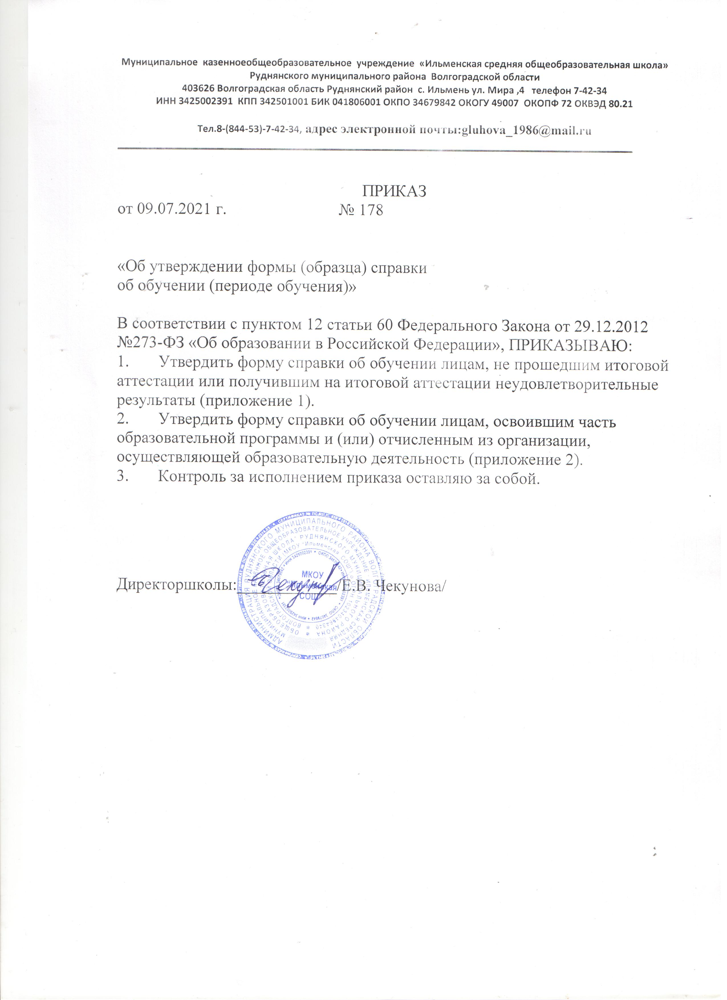 Муниципальное казенноеобщеобразовательное учреждение «Ильменская средняя общеобразовательная школа»
Руднянского муниципального района Волгоградской области
403626 Волгоградская область Руднянский район с. Ильмень ул. Мира ,4 телефон 7-42-34
ИНН 3425002391 КПП 342501001 БИК 041806001 ОКПО 34679842 ОКОГУ 49007 ОКОПФ 72 ОКВЭД 80.21
Тел.8-(844-53)-7-42-34, адрес электронной почты:gluhova_1986@mail.ru
ПРИКАЗ
от 09.07.2021 г. № 178
«Об утверждении формы (образца) справки
об обучении (периоде обучения)»
В соответствии с пунктом 12 статьи 60 Федерального Закона от 29.12.2012
№273-ФЗ «Об образовании в Российской Федерации», ПРИКАЗЫВАЮ:
1. Утвердить форму справки об обучении лицам, не прошедшим итоговой
аттестации или получившим на итоговой аттестации неудовлетворительные
результаты (приложение 1).
2. Утвердить форму справки об обучении лицам, освоившим часть
образовательной программы и (или) отчисленным из организации,
осуществляющей образовательную деятельность (приложение 2).
3. Контроль за исполнением приказа оставляю за собой.
Директоршколы: /Е.В. Чекунова/
АДМИНИСТРАЦИЯ РУДНЯНСКОГО МУНИЦИПАЛЬНОГО РАЙОНА ВОЛГОГРАДСКОЙ ОБЛАСТИ
МКОУ
"Ильменская
СОШ"